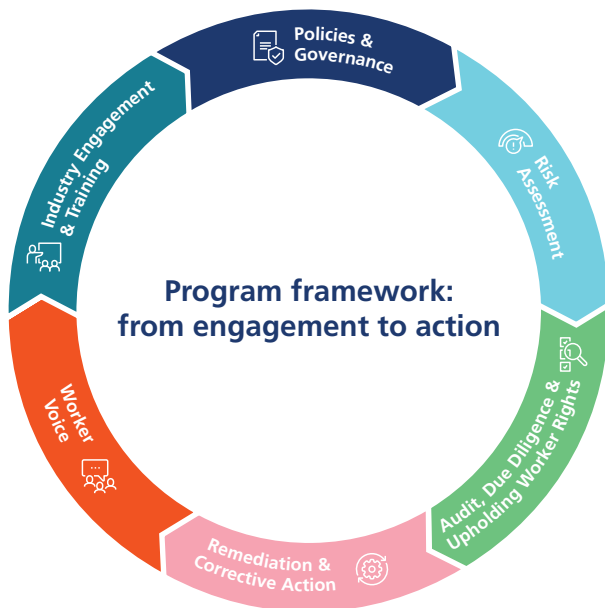 Policies &
Governance
Risk
Assessment
Audit, Due Diligence &
Upholding Worker Rights
Remediation &
Corrective Action
Worker
Voice
Industry Engagement
& Training
Program framework:
from engagement to action